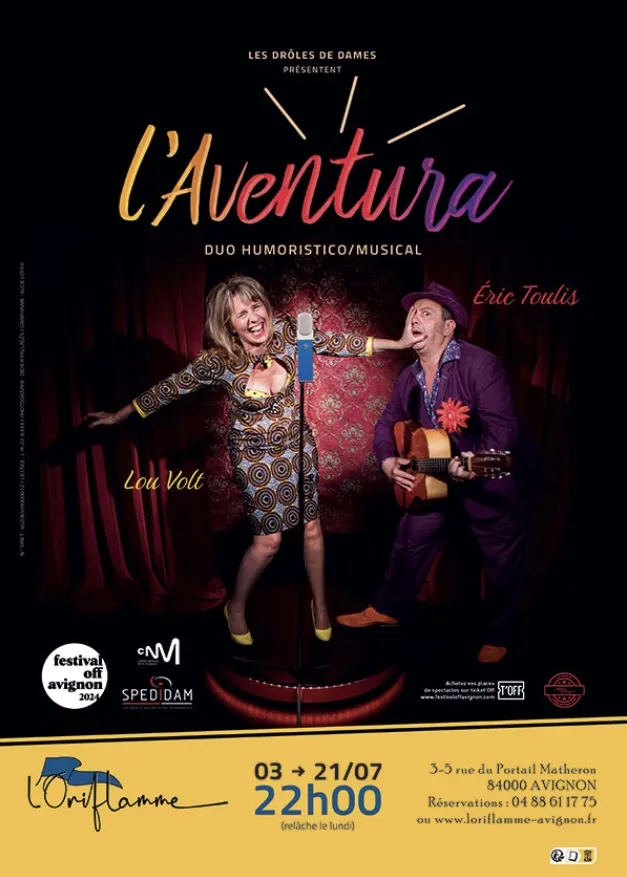 LES DRÔLES DE DAMES
PRÉSENTENT
l'Aventura
DUO HUMORISTICO/MUSICAL
Éric Toulis
Lou Volt
festival
off
avignon
2024
CNM
SPEDIDAM
Achetez vos places
de spectacles sur ticket'Off
www.festivaloffavignon.com
T'OFF
l'Oriflamme
03 → 21/07
22h00
(relâche le lundi)
3-5 rue du Portail Matheron
84000 AVIGNON
Réservations : 04 88 61 17 75
ou www.loriflamme-avignon.fr